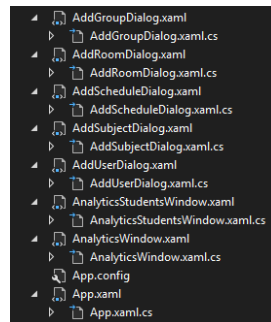 AddGroupDialog.xaml
AddGroupDialog.xaml.cs
AddRoomDialog.xaml
AddRoomDialog.xaml.cs
AddScheduleDialog.xaml
AddScheduleDialog.xaml.cs
AddSubjectDialog.xaml
AddSubjectDialog.xaml.cs
AddUserDialog.xaml
AddUserDialog.xaml.cs
AnalyticsStudentsWindow.xaml
AnalyticsStudentsWindow.xaml.cs
AnalyticsWindow.xaml
AnalyticsWindow.xaml.cs
App.config
App.xaml
App.xaml.cs